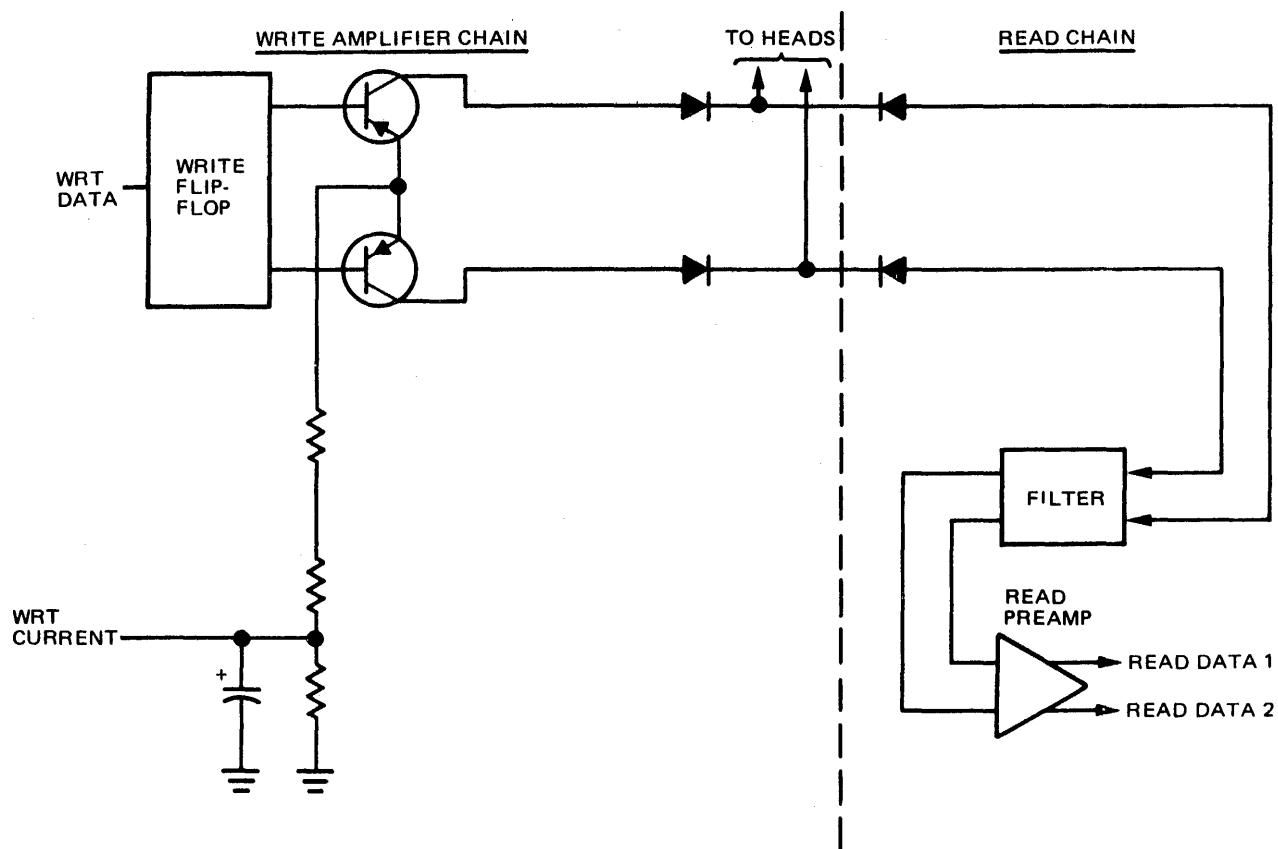 WRITE AMPLIFIER CHAIN
TO HEADS
READ CHAIN
WRT
DATA
WRITE
FLIP-
FLOP
FILTER
WRT
CURRENT
+
READ
PREAMP
READ DATA 1
READ DATA 2